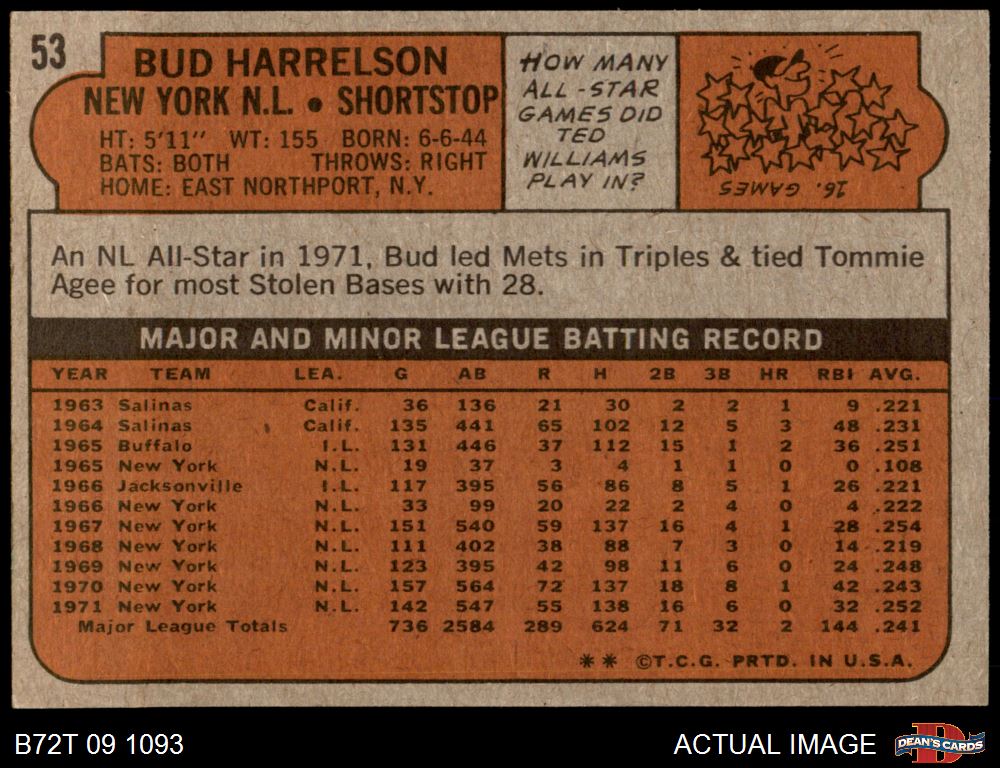 53
BUD HARRELSON
NEW YORK N.L. • SHORTSTOP
HT: 5'11" WT: 155 BORN: 6-6-44
BATS: BOTH THROWS: RIGHT
HOME: EAST NORTHPORT, N.Y.
HOW MANY
ALL-STAR
GAMES DID
TED
WILLIAMS
PLAY IN?
16. GAMES
An NL All-Star in 1971, Bud led Mets in Triples & tied Tommie
Agee for most Stolen Bases with 28.
MAJOR AND MINOR LEAGUE BATTING RECORD
YEAR TEAM LEA. G AB R H 2B 3B HR RBI AVG.
1963 Salinas Calif. 36 136 21 30 2 2 1 9 .221
1964 Salinas Calif. 135 441 65 102 12 5 3 48 .231
1965 Buffalo I.L. 131 446 37 112 15 1 2 36 .251
1965 New York N.L. 19 37 3 4 1 1 0 0 .108
1966 Jacksonville I.L. 117 395 56 86 8 5 1 26 .221
1966 New York N.L. 33 99 20 22 2 4 0 4 .222
1967 New York N.L. 151 540 59 137 16 4 1 28 .254
1968 New York N.L. 111 402 38 88 7 3 0 14 .219
1969 New York N.L. 123 395 42 98 11 6 0 24 .248
1970 New York N.L. 157 564 72 137 18 8 1 42 .243
1971 New York N.L. 142 547 55 138 16 6 0 32 .252
Major League Totals 736 2584 289 624 71 32 2 144 .241
** ©T.C.G. PRTD. IN U.S.A.
B72T 09 1093
ACTUAL IMAGE
D
DEAN'S CARDS